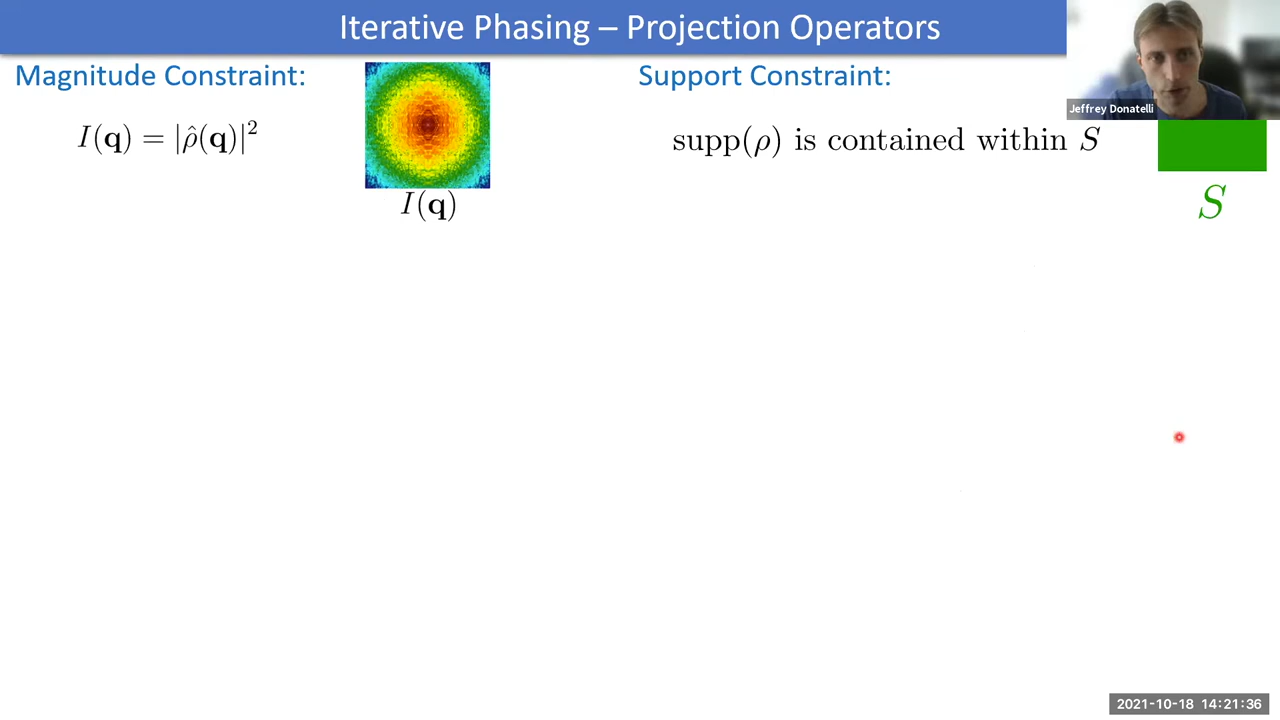 Iterative Phasing – Projection Operators
Magnitude Constraint:
Support Constraint:
Jeffrey Donatelli
I(q) = |ρ̂(q)|²
supp(ρ) is contained within S
I(q)
S
2021-10-18 14:21:36